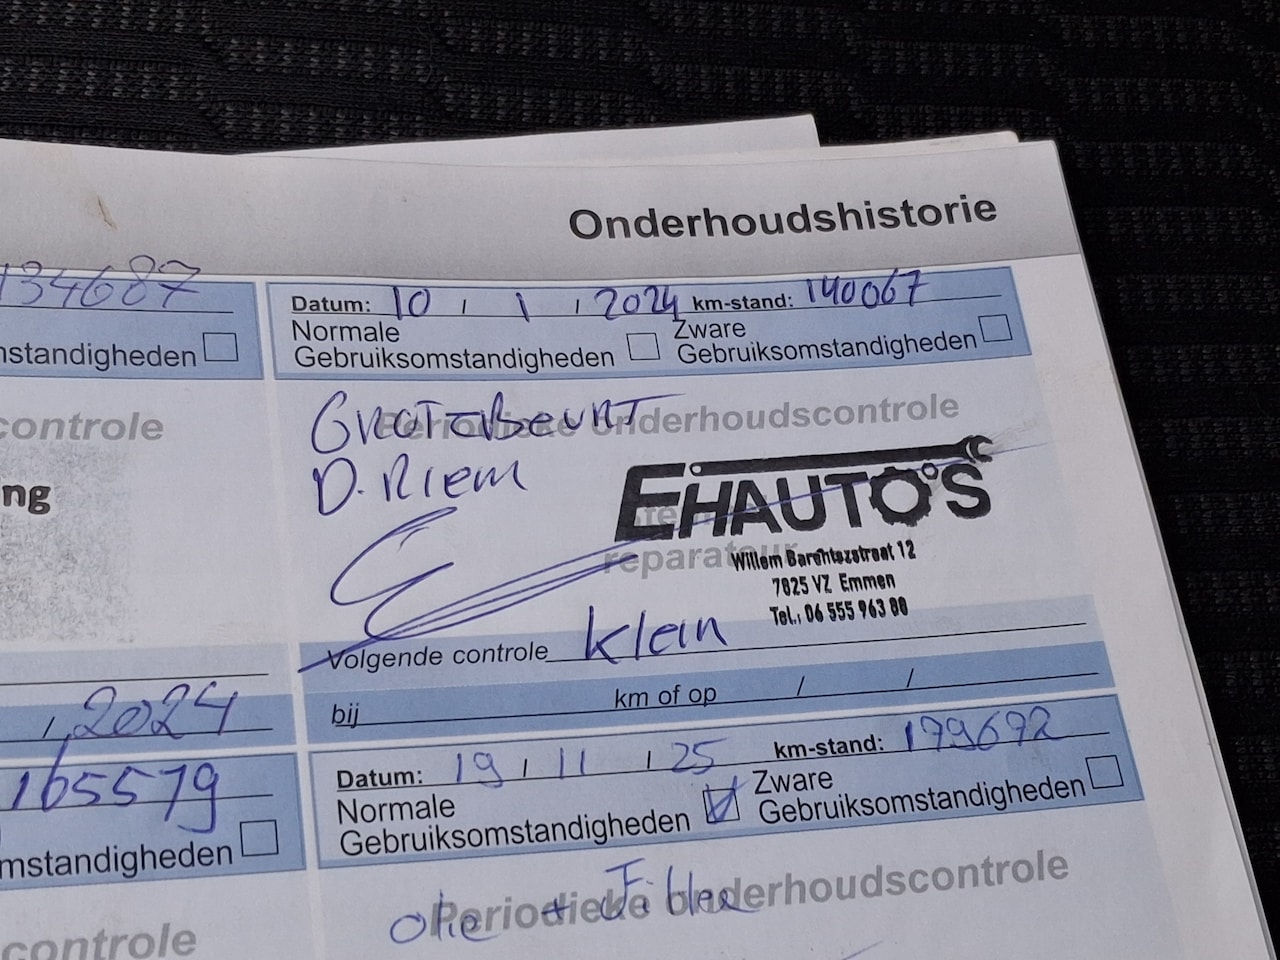 Onderhoudshistorie
134687
mstandigheden
controle
ng
2024
165579
mstandigheden
controle
Datum: 10 / 1 / 2024 km-stand: 140067
Normale Gebruiksomstandigheden Zware Gebruiksomstandigheden
Periodieke onderhoudscontrole
GROTEBEURT
D. RIEM
EHAUTO'S
reparateur
Willem Barentszstraat 12
7825 VZ Emmen
Tel.: 06 555 963 80
Volgende controle klein
bij km of op / /
Datum: 19 / 11 / 25 km-stand: 179692
Normale Gebruiksomstandigheden Zware Gebruiksomstandigheden
Periodieke onderhoudscontrole
olie + Filter